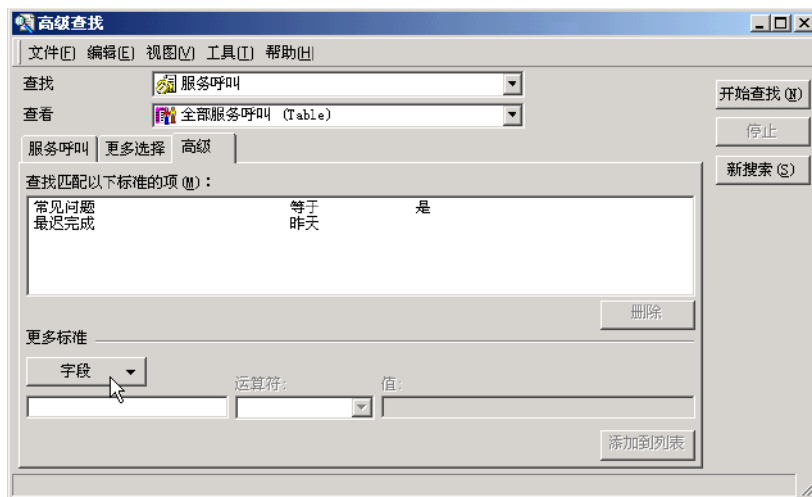 高级查找
文件(F) 编辑(E) 视图(V) 工具(T) 帮助(H)
查找 服务呼叫
开始查找(N)
查看 全部服务呼叫 (Table)
停止
服务呼叫 更多选择 高级
新搜索(S)
查找匹配以下标准的项(M):
常见问题 等于 是
最迟完成 昨天
删除
更多标准
字段
运算符: 值:
添加到列表